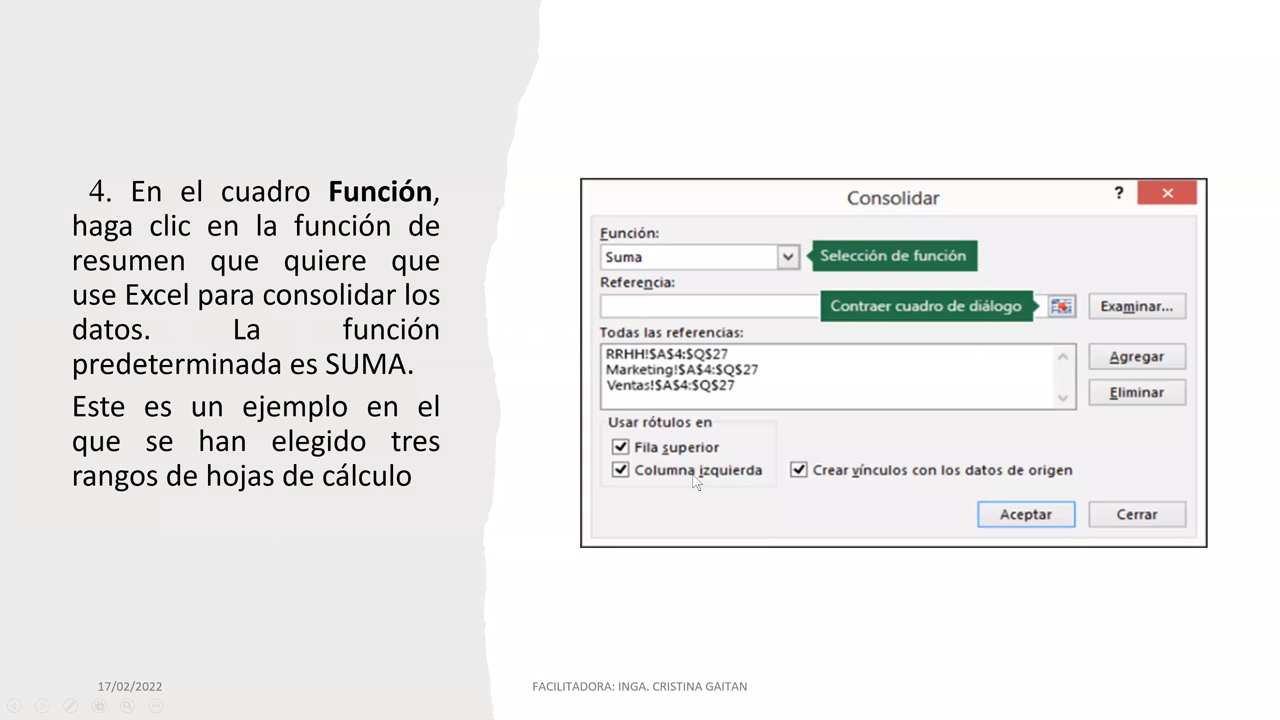 4. En el cuadro Función,
haga clic en la función de
resumen que quiere que
use Excel para consolidar los
datos. La función
predeterminada es SUMA.
Este es un ejemplo en el
que se han elegido tres
rangos de hojas de cálculo
Consolidar
?
Función:
Suma
Selección de función
Referencia:
Contraer cuadro de diálogo
Examinar...
Todas las referencias:
RRHH!$A$4:$Q$27
Marketing!$A$4:$Q$27
Ventas!$A$4:$Q$27
Agregar
Eliminar
Usar rótulos en
Fila superior
Columna izquierda
Crear vínculos con los datos de origen
Aceptar
Cerrar
17/02/2022
FACILITADORA: INGA. CRISTINA GAITAN